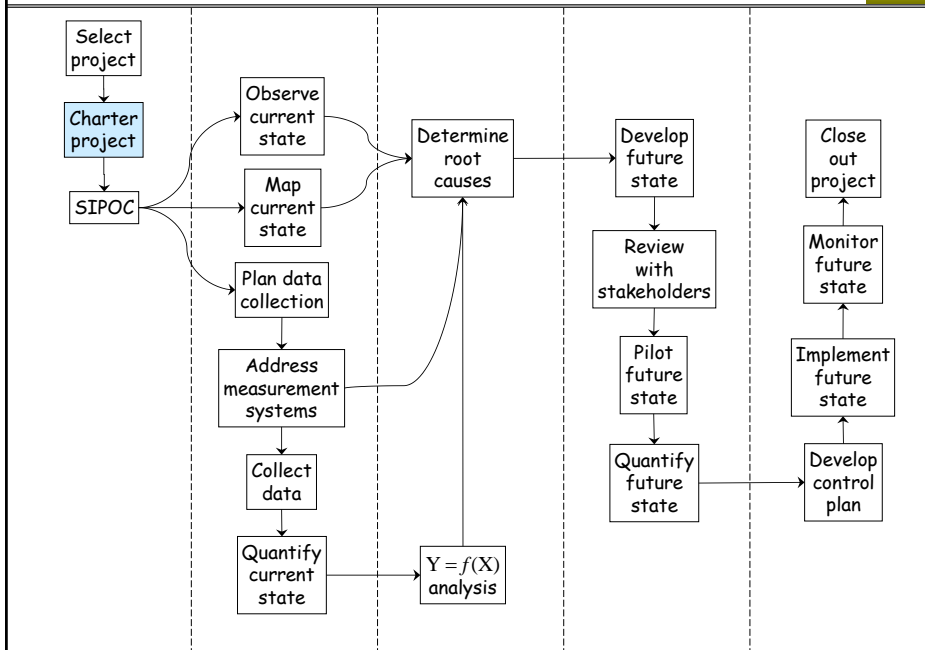 Select
project
Charter
project
SIPOC
Observe
current
state
Map
current
state
Plan data
collection
Address
measurement
systems
Collect
data
Quantify
current
state
Determine
root
causes
Y = f(X)
analysis
Develop
future
state
Review
with
stakeholders
Pilot
future
state
Quantify
future
state
Close
out
project
Monitor
future
state
Implement
future
state
Develop
control
plan